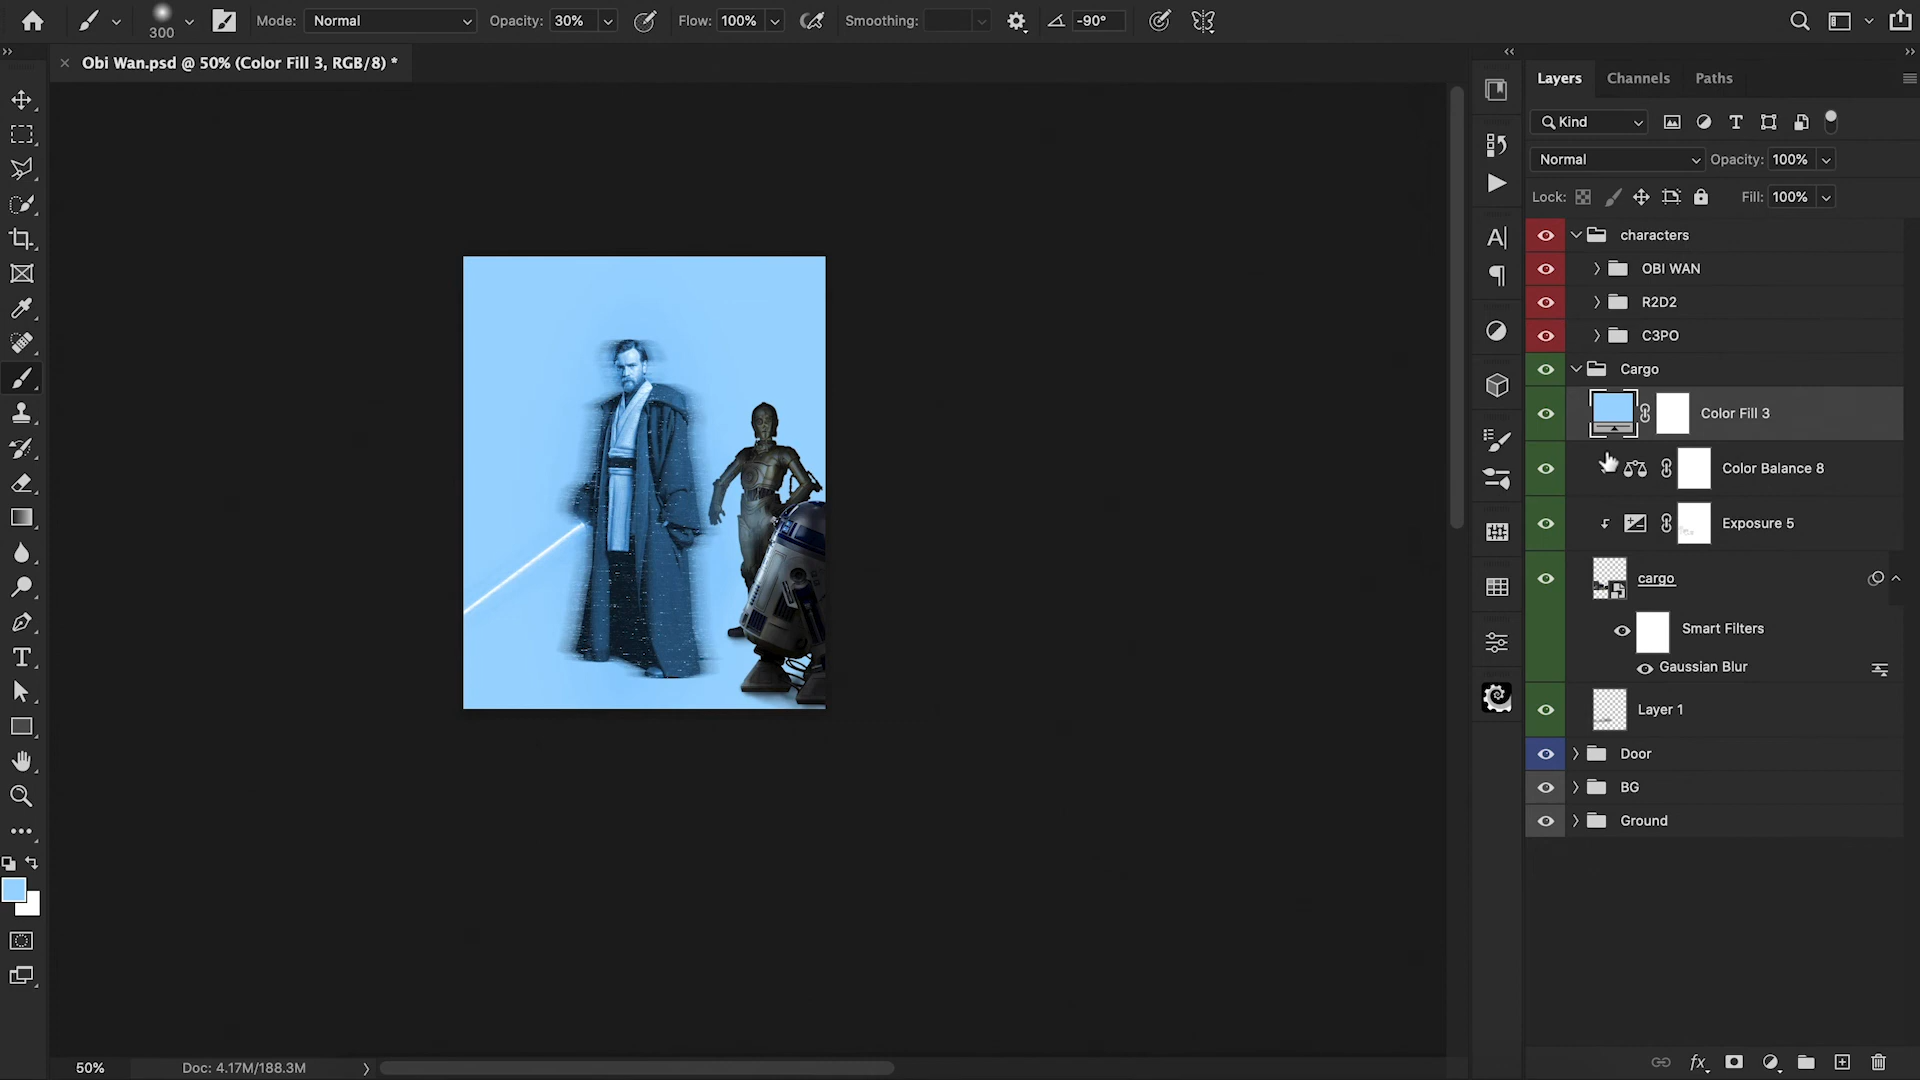 300
Mode: Normal
Opacity: 30%
Flow: 100%
Smoothing:
-90°
Obi Wan.psd @ 50% (Color Fill 3, RGB/8) *
Layers Channels Paths
Kind
Normal Opacity: 100%
Lock: Fill: 100%
characters
OBI WAN
R2D2
C3PO
Cargo
Color Fill 3
Color Balance 8
Exposure 5
cargo
Smart Filters
Gaussian Blur
Layer 1
Door
BG
Ground
50% Doc: 4.17M/188.3M